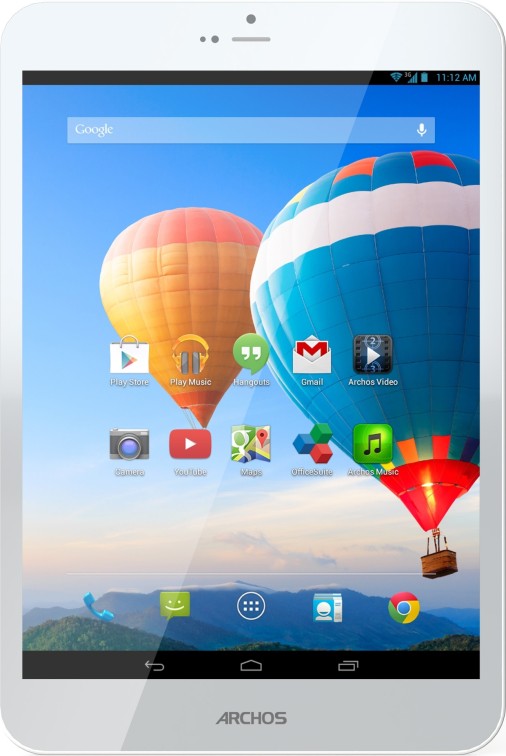 3G 11:12 AM
Google
Play Store Play Music Hangouts Gmail Archos Video
Camera YouTube Maps OfficeSuite Archos Music
ARCHOS